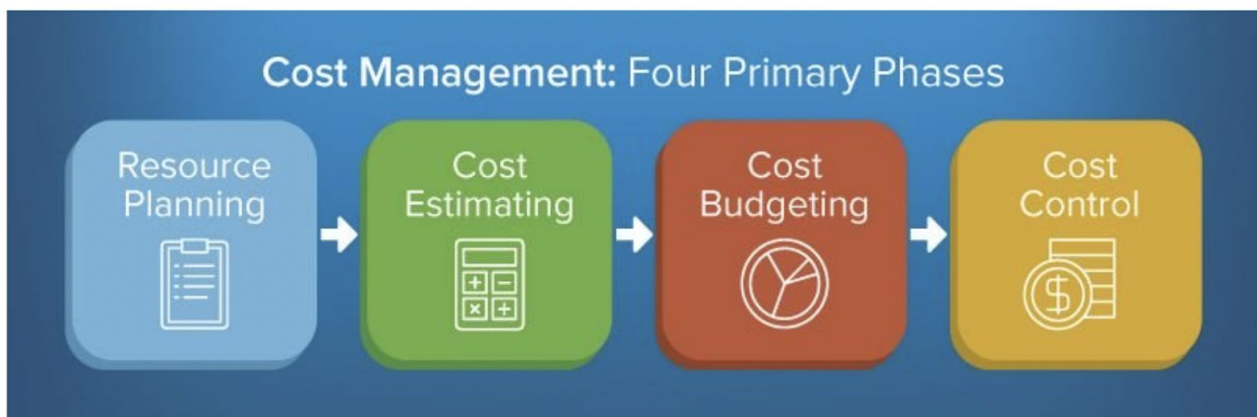 Cost Management: Four Primary Phases
Resource
Planning
Cost
Estimating
Cost
Budgeting
Cost
Control